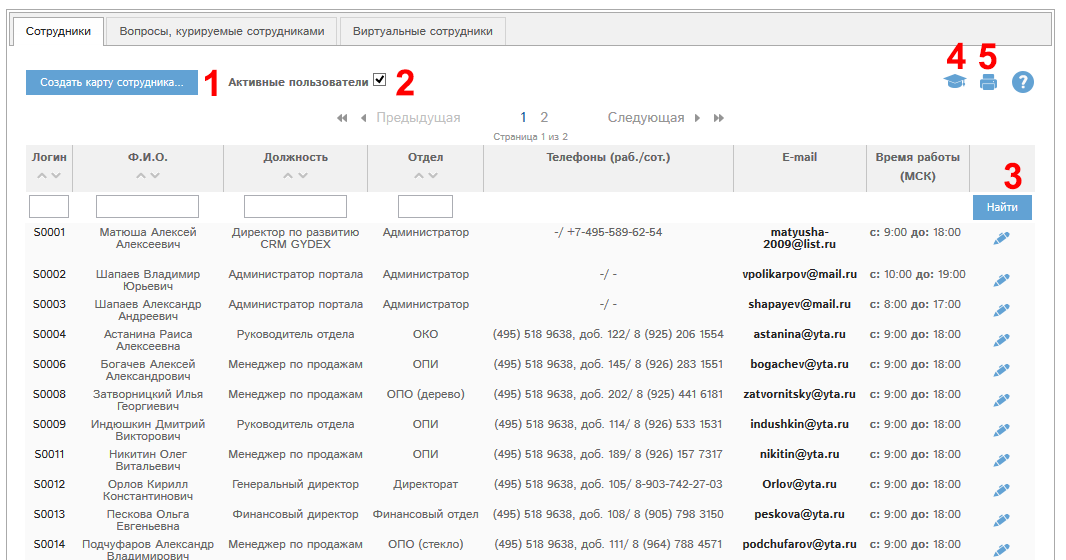 Сотрудники Вопросы, курируемые сотрудниками Виртуальные сотрудники
4 5
Создать карту сотрудника... 1 Активные пользователи 2 ?
Предыдущая 1 2 Следующая
Страница 1 из 2
Логин Ф.И.О. Должность Отдел Телефоны (раб./сот.) E-mail Время работы
(МСК) 3
Найти
S0001 Матюша Алексей Директор по развитию Администратор -/ +7-495-589-62-54 matyusha- с: 9:00 до: 18:00
Алексеевич CRM GYDEX 2009@list.ru
S0002 Шапаев Владимир Администратор портала Администратор -/ - vpolikarpov@mail.ru с: 10:00 до: 19:00
Юрьевич
S0003 Шапаев Александр Администратор портала Администратор -/ - shapayev@mail.ru с: 8:00 до: 17:00
Андреевич
S0004 Астанина Раиса Руководитель отдела ОКО (495) 518 9638, доб. 122/ 8 (925) 206 1554 astanina@yta.ru с: 9:00 до: 18:00
Алексеевна
S0006 Богачев Алексей Менеджер по продажам ОПИ (495) 518 9638, доб. 145/ 8 (926) 283 1551 bogachev@yta.ru с: 9:00 до: 18:00
Александрович
S0008 Затворницкий Илья Менеджер по продажам ОПО (дерево) (495) 518 9638, доб. 202/ 8 (925) 441 6181 zatvornitsky@yta.ru с: 9:00 до: 18:00
Георгиевич
S0009 Индюшкин Дмитрий Руководитель отдела ОПИ (495) 518 9638, доб. 114/ 8 (926) 533 1531 indushkin@yta.ru с: 9:00 до: 18:00
Викторович
S0011 Никитин Олег Менеджер по продажам ОПИ (495) 518 9638, доб. 189/ 8 (926) 157 7317 nikitin@yta.ru с: 9:00 до: 18:00
Витальевич
S0012 Орлов Кирилл Генеральный директор Директорат (495) 518 9638, доб. 105/ 8-903-742-27-03 Orlov@yta.ru с: 9:00 до: 18:00
Константинович
S0013 Пескова Ольга Финансовый директор Финансовый отдел (495) 518 9638, доб. 108/ 8 (905) 798 3150 peskova@yta.ru с: 9:00 до: 18:00
Евгеньевна
S0014 Подчуфаров Александр Менеджер по продажам ОПО (стекло) (495) 518 9638, доб. 111/ 8 (964) 788 4571 podchufarov@yta.ru с: 9:00 до: 18:00
Владимирович